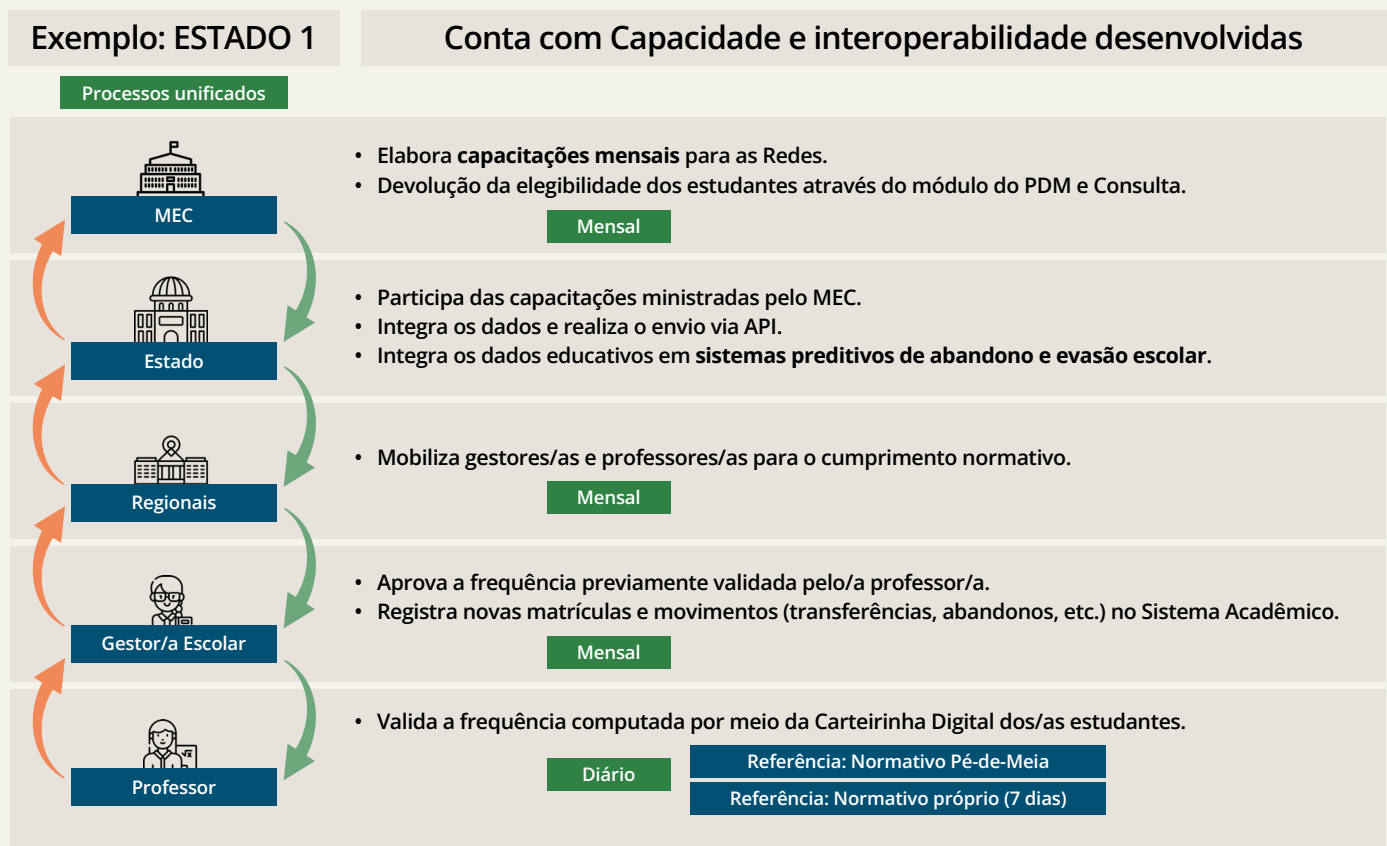 Exemplo: ESTADO 1
Conta com Capacidade e interoperabilidade desenvolvidas
Processos unificados
MEC
• Elabora capacitações mensais para as Redes.
• Devolução da elegibilidade dos estudantes através do módulo do PDM e Consulta.
Mensal
Estado
• Participa das capacitações ministradas pelo MEC.
• Integra os dados e realiza o envio via API.
• Integra os dados educativos em sistemas preditivos de abandono e evasão escolar.
Regionais
• Mobiliza gestores/as e professores/as para o cumprimento normativo.
Mensal
Gestor/a Escolar
• Aprova a frequência previamente validada pelo/a professor/a.
• Registra novas matrículas e movimentos (transferências, abandonos, etc.) no Sistema Acadêmico.
Mensal
Professor
• Valida a frequência computada por meio da Carteirinha Digital dos/as estudantes.
Diário
Referência: Normativo Pé-de-Meia
Referência: Normativo próprio (7 dias)